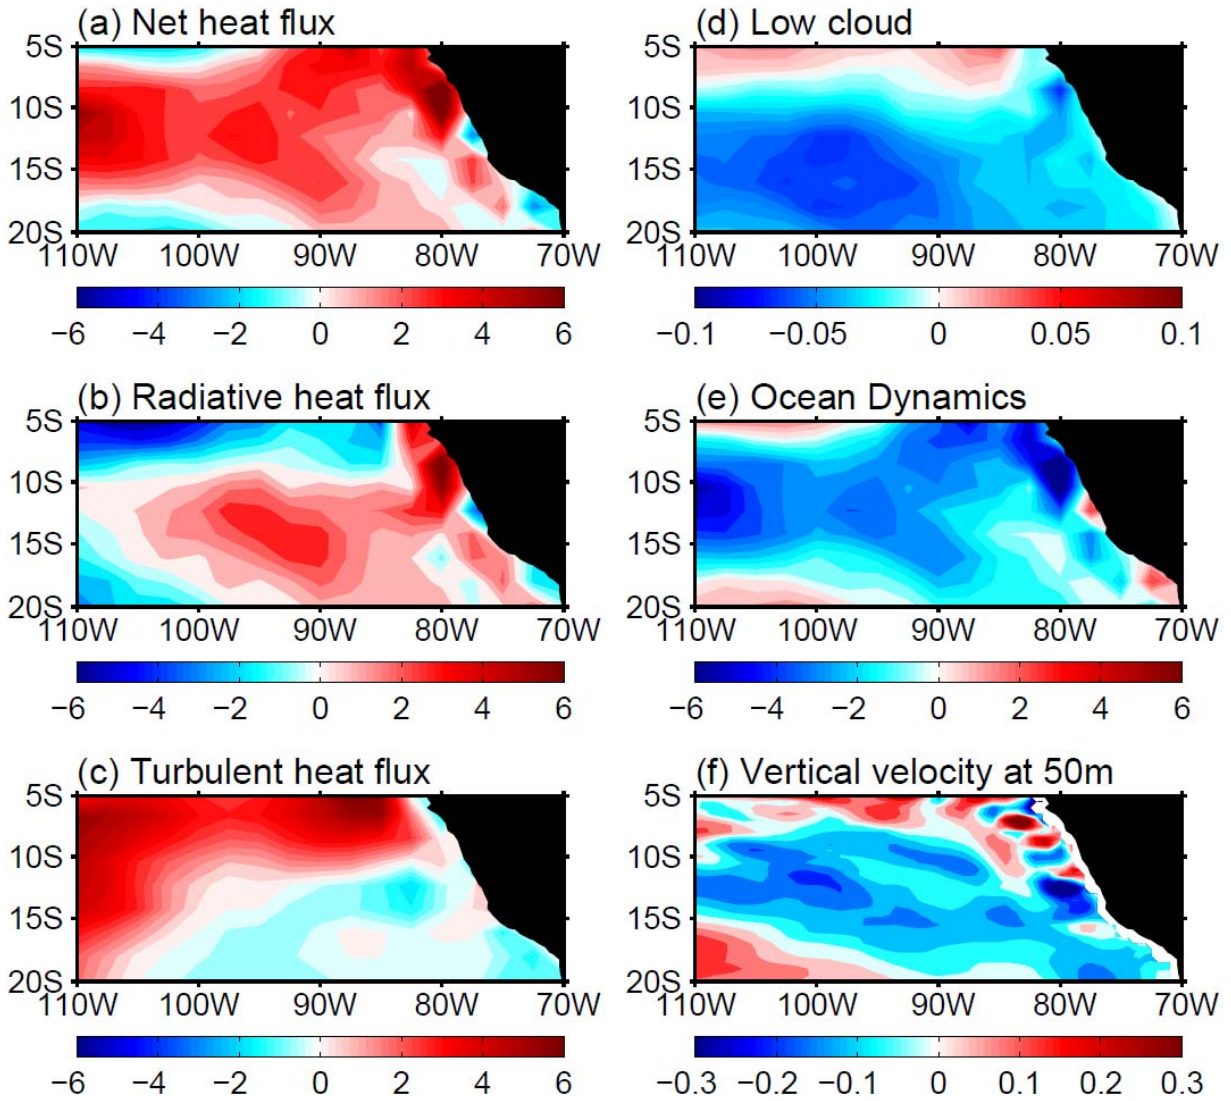 (a) Net heat flux
5S
10S
15S
20S
110W 100W 90W 80W 70W
−6 −4 −2 0 2 4 6
(d) Low cloud
5S
10S
15S
20S
110W 100W 90W 80W 70W
−0.1 −0.05 0 0.05 0.1
(b) Radiative heat flux
5S
10S
15S
20S
110W 100W 90W 80W 70W
−6 −4 −2 0 2 4 6
(e) Ocean Dynamics
5S
10S
15S
20S
110W 100W 90W 80W 70W
−6 −4 −2 0 2 4 6
(c) Turbulent heat flux
5S
10S
15S
20S
110W 100W 90W 80W 70W
−6 −4 −2 0 2 4 6
(f) Vertical velocity at 50m
5S
10S
15S
20S
110W 100W 90W 80W 70W
−0.3 −0.2 −0.1 0 0.1 0.2 0.3